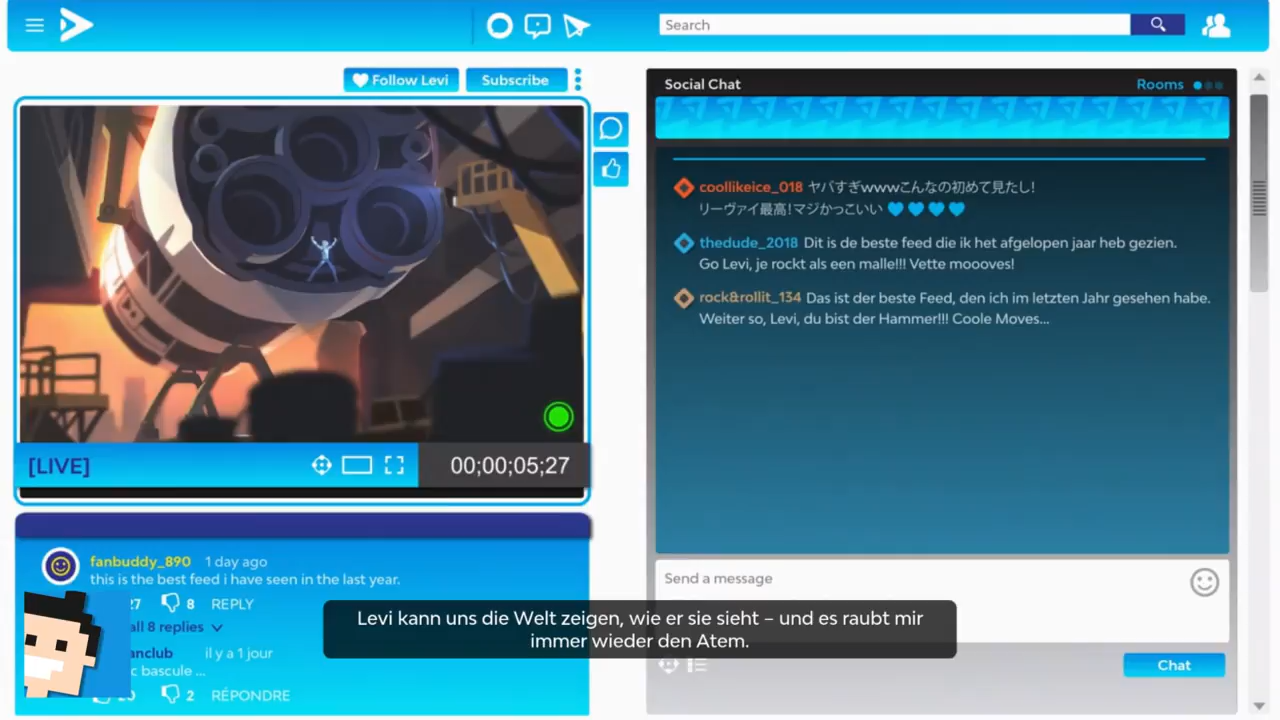 Search
Follow Levi
Subscribe
Social Chat
Rooms
coollikeice_018 ヤバすぎwwwこんなの初めて見たし!
リーヴァイ最高!マジかっこいい
thedude_2018 Dit is de beste feed die ik het afgelopen jaar heb gezien.
Go Levi, je rockt als een malle!!! Vette moooves!
rock&rollit_134 Das ist der beste Feed, den ich im letzten Jahr gesehen habe.
Weiter so, Levi, du bist der Hammer!!! Coole Moves...
[LIVE]
00;00;05;27
fanbuddy_890 1 day ago
this is the best feed i have seen in the last year.
27 8 REPLY
all 8 replies
anclub il y a 1 jour
c bascule ...
2 RÉPONDRE
Send a message
Chat
Levi kann uns die Welt zeigen, wie er sie sieht – und es raubt mir
immer wieder den Atem.